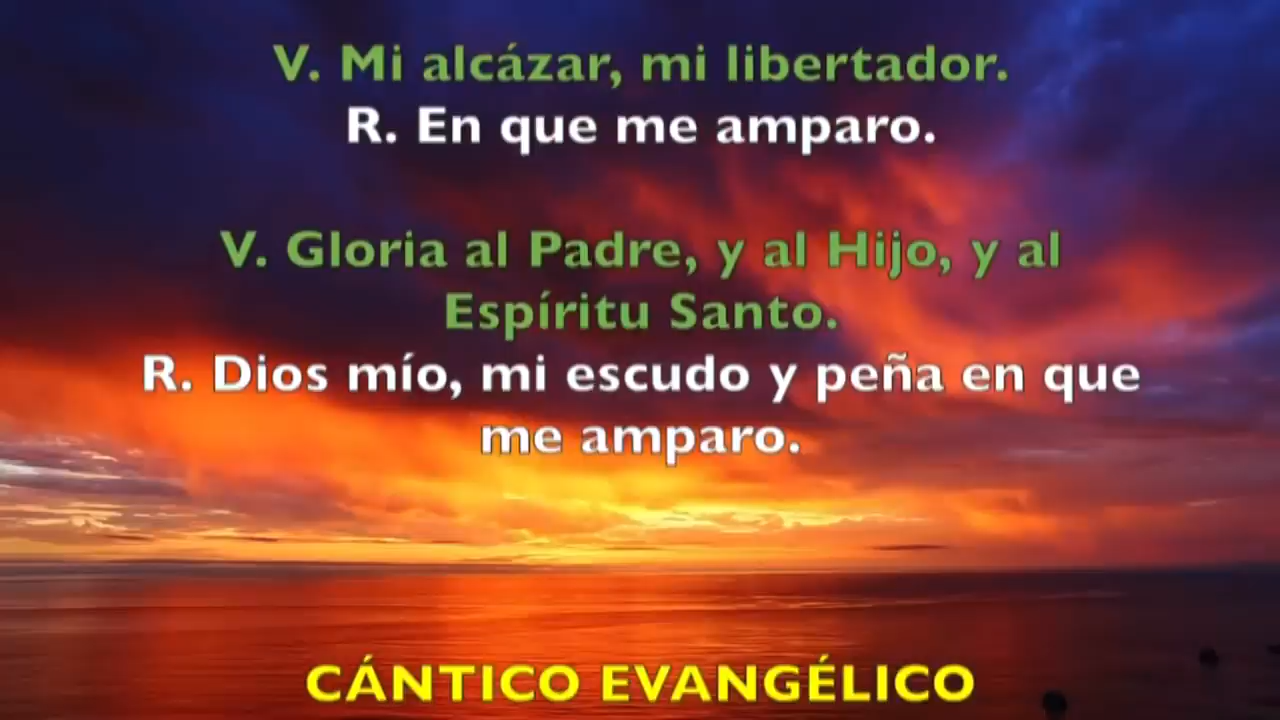 V. Mi alcázar, mi libertador.
R. En que me amparo.
V. Gloria al Padre, y al Hijo, y al
Espíritu Santo.
R. Dios mío, mi escudo y peña en que
me amparo.
CÁNTICO EVANGÉLICO